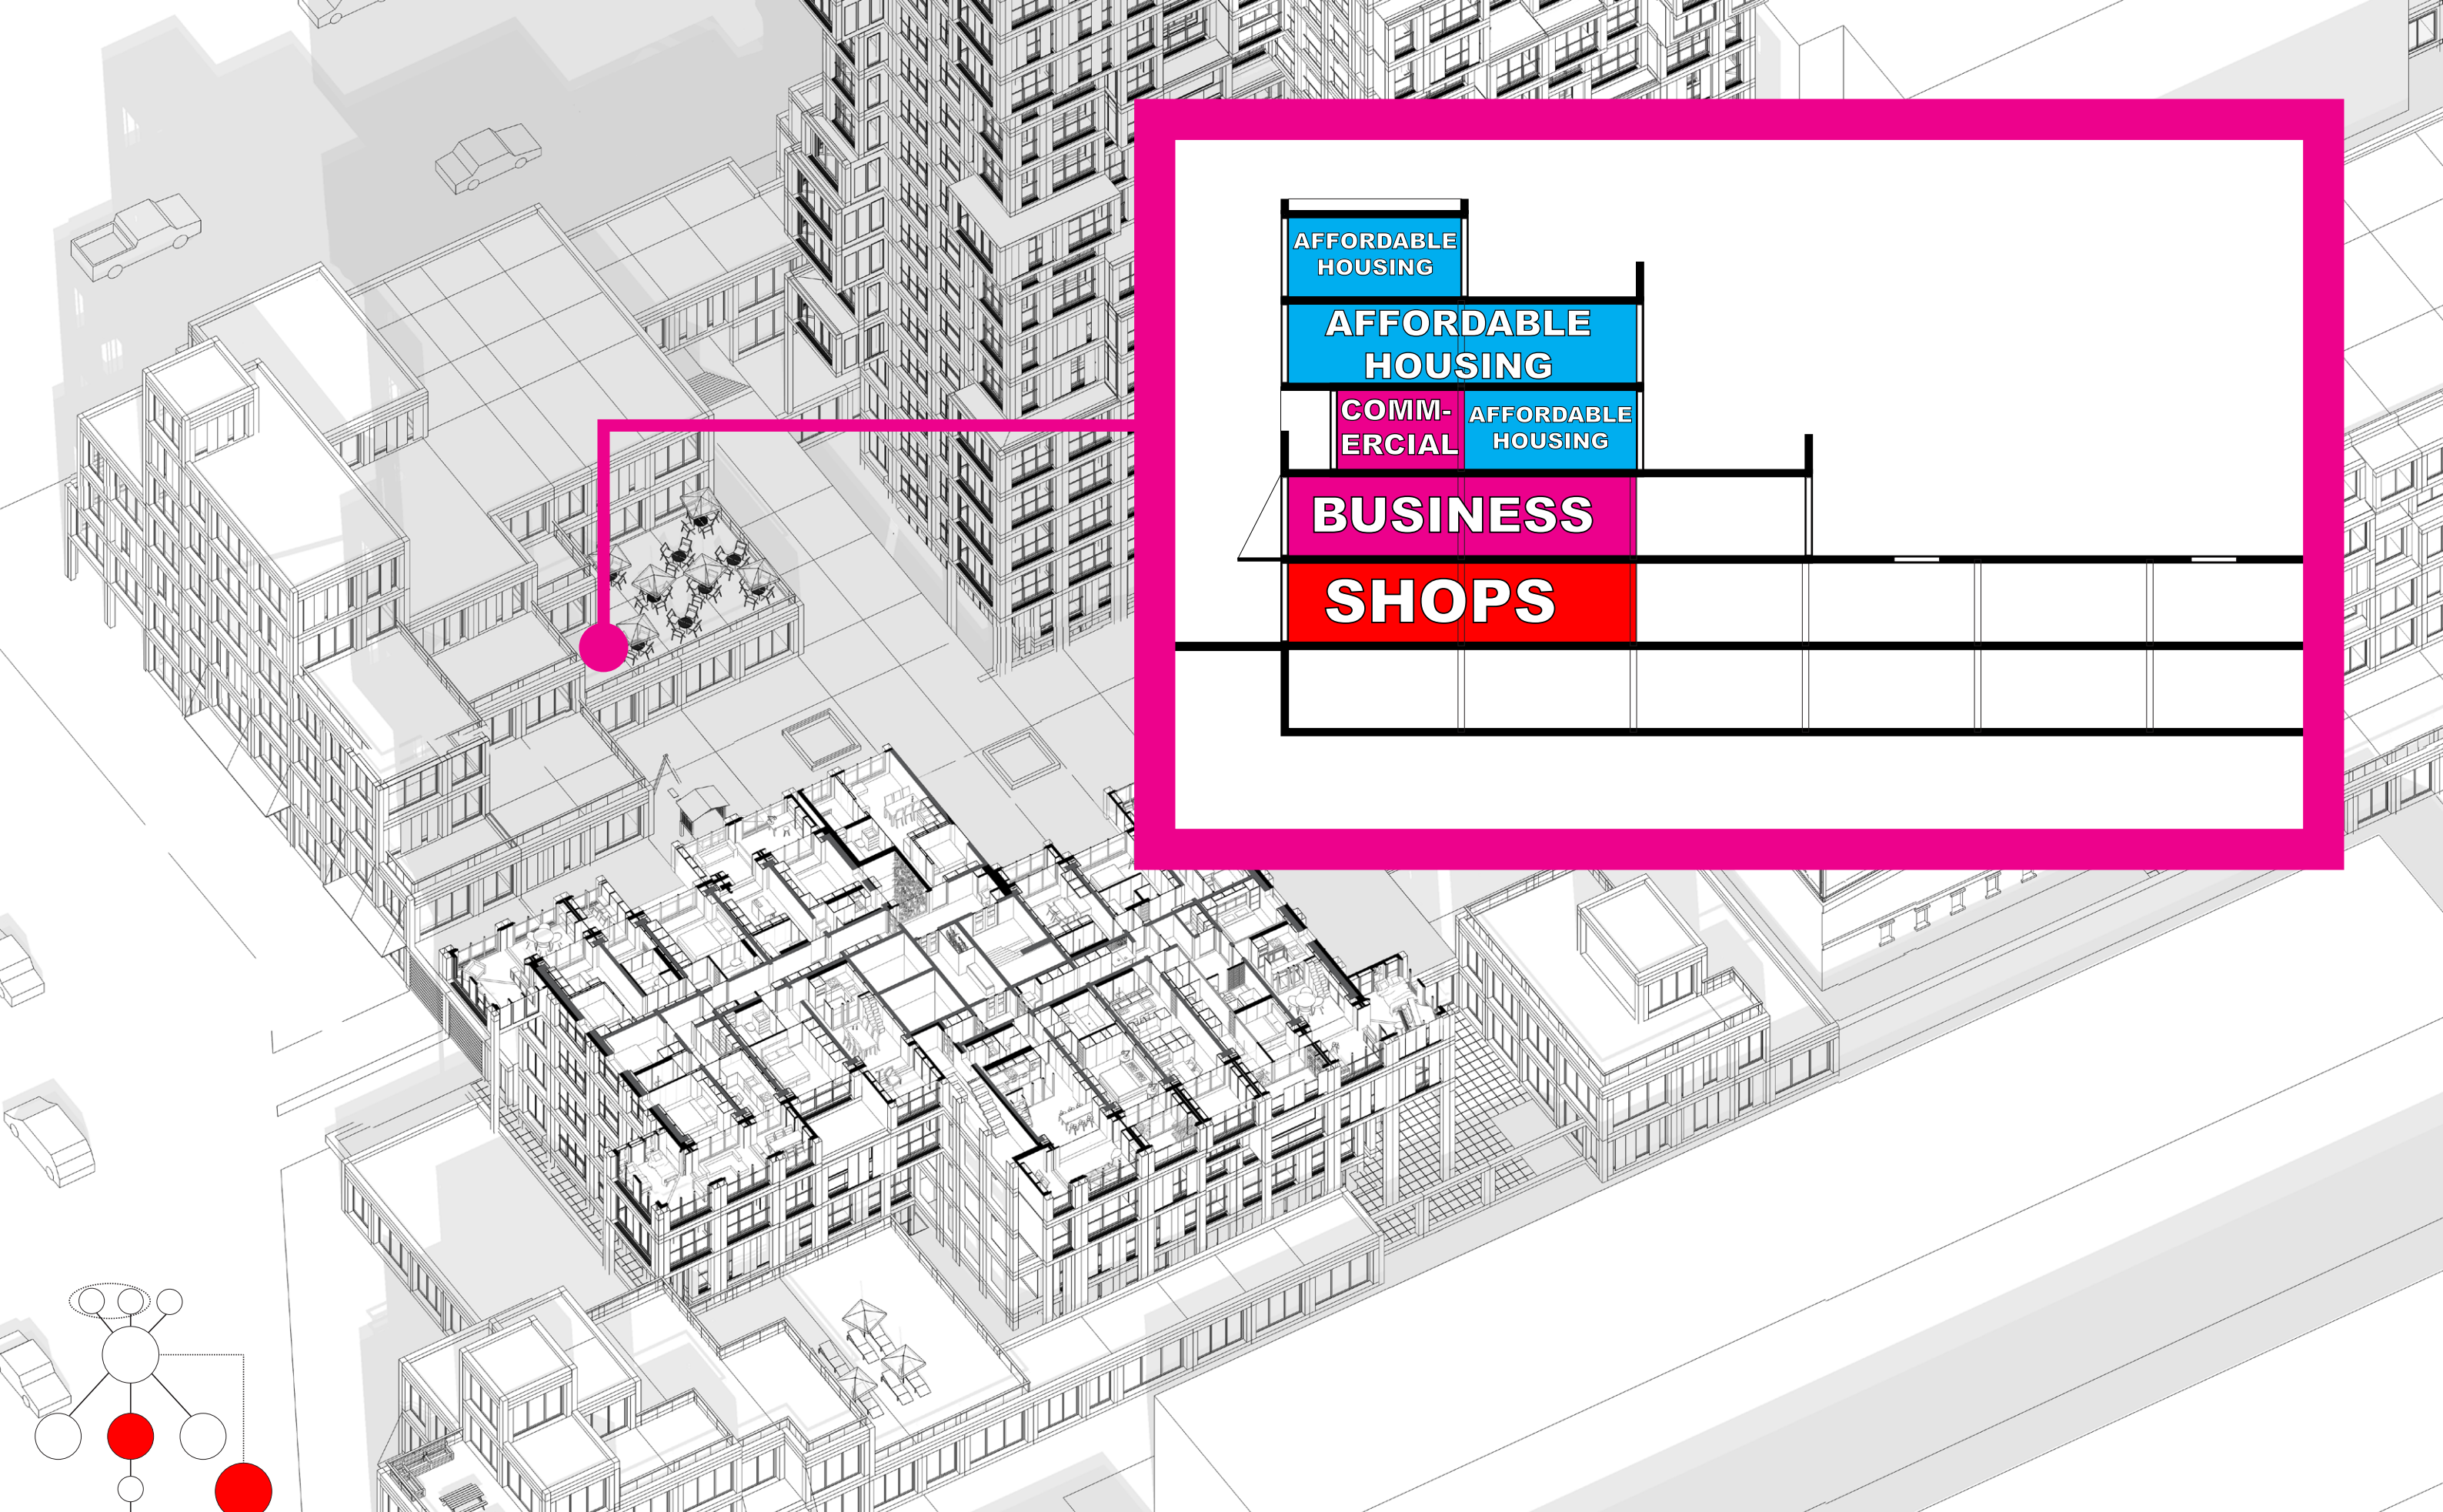 AFFORDABLE
HOUSING
AFFORDABLE
HOUSING
COMM-
ERCIAL
AFFORDABLE
HOUSING
BUSINESS
SHOPS